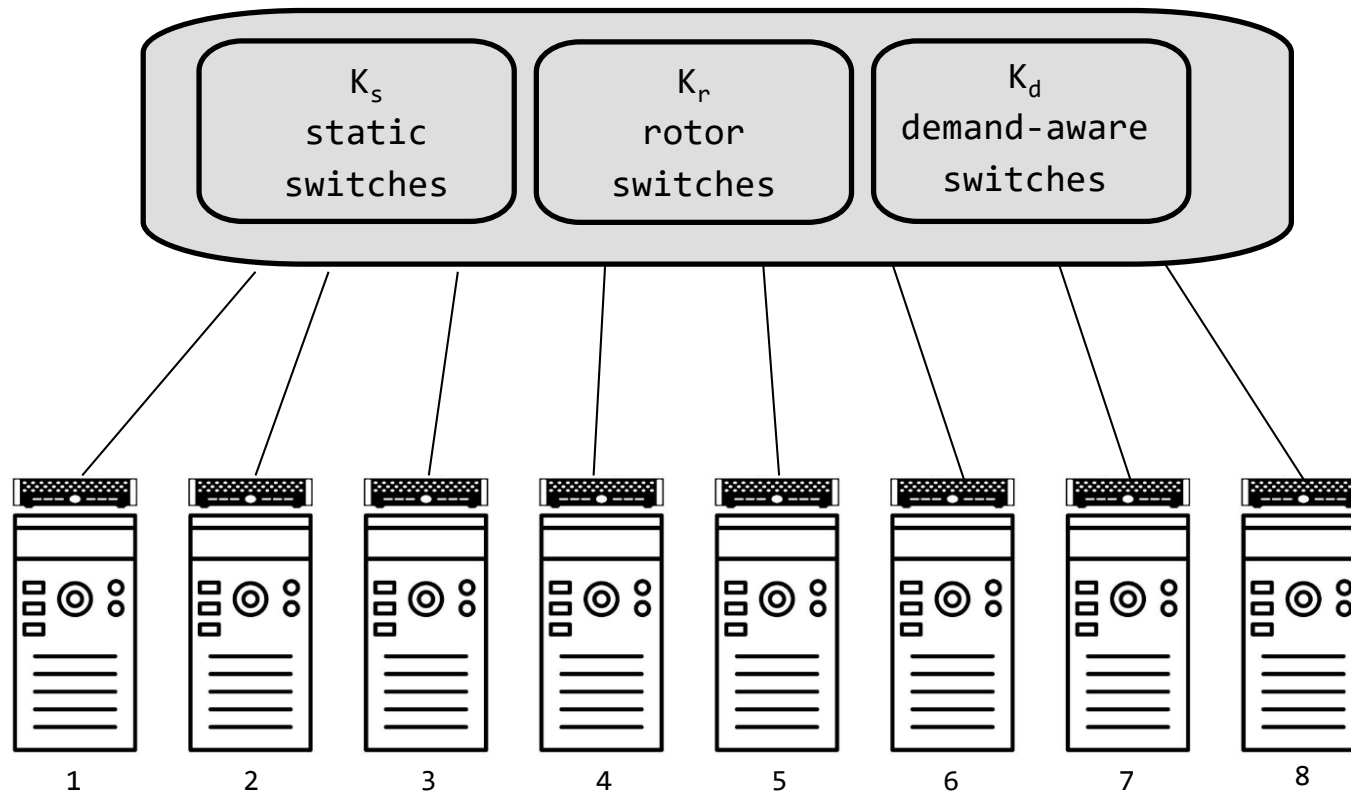 K_s
static
switches
K_r
rotor
switches
K_d
demand-aware
switches
1 2 3 4 5 6 7 8